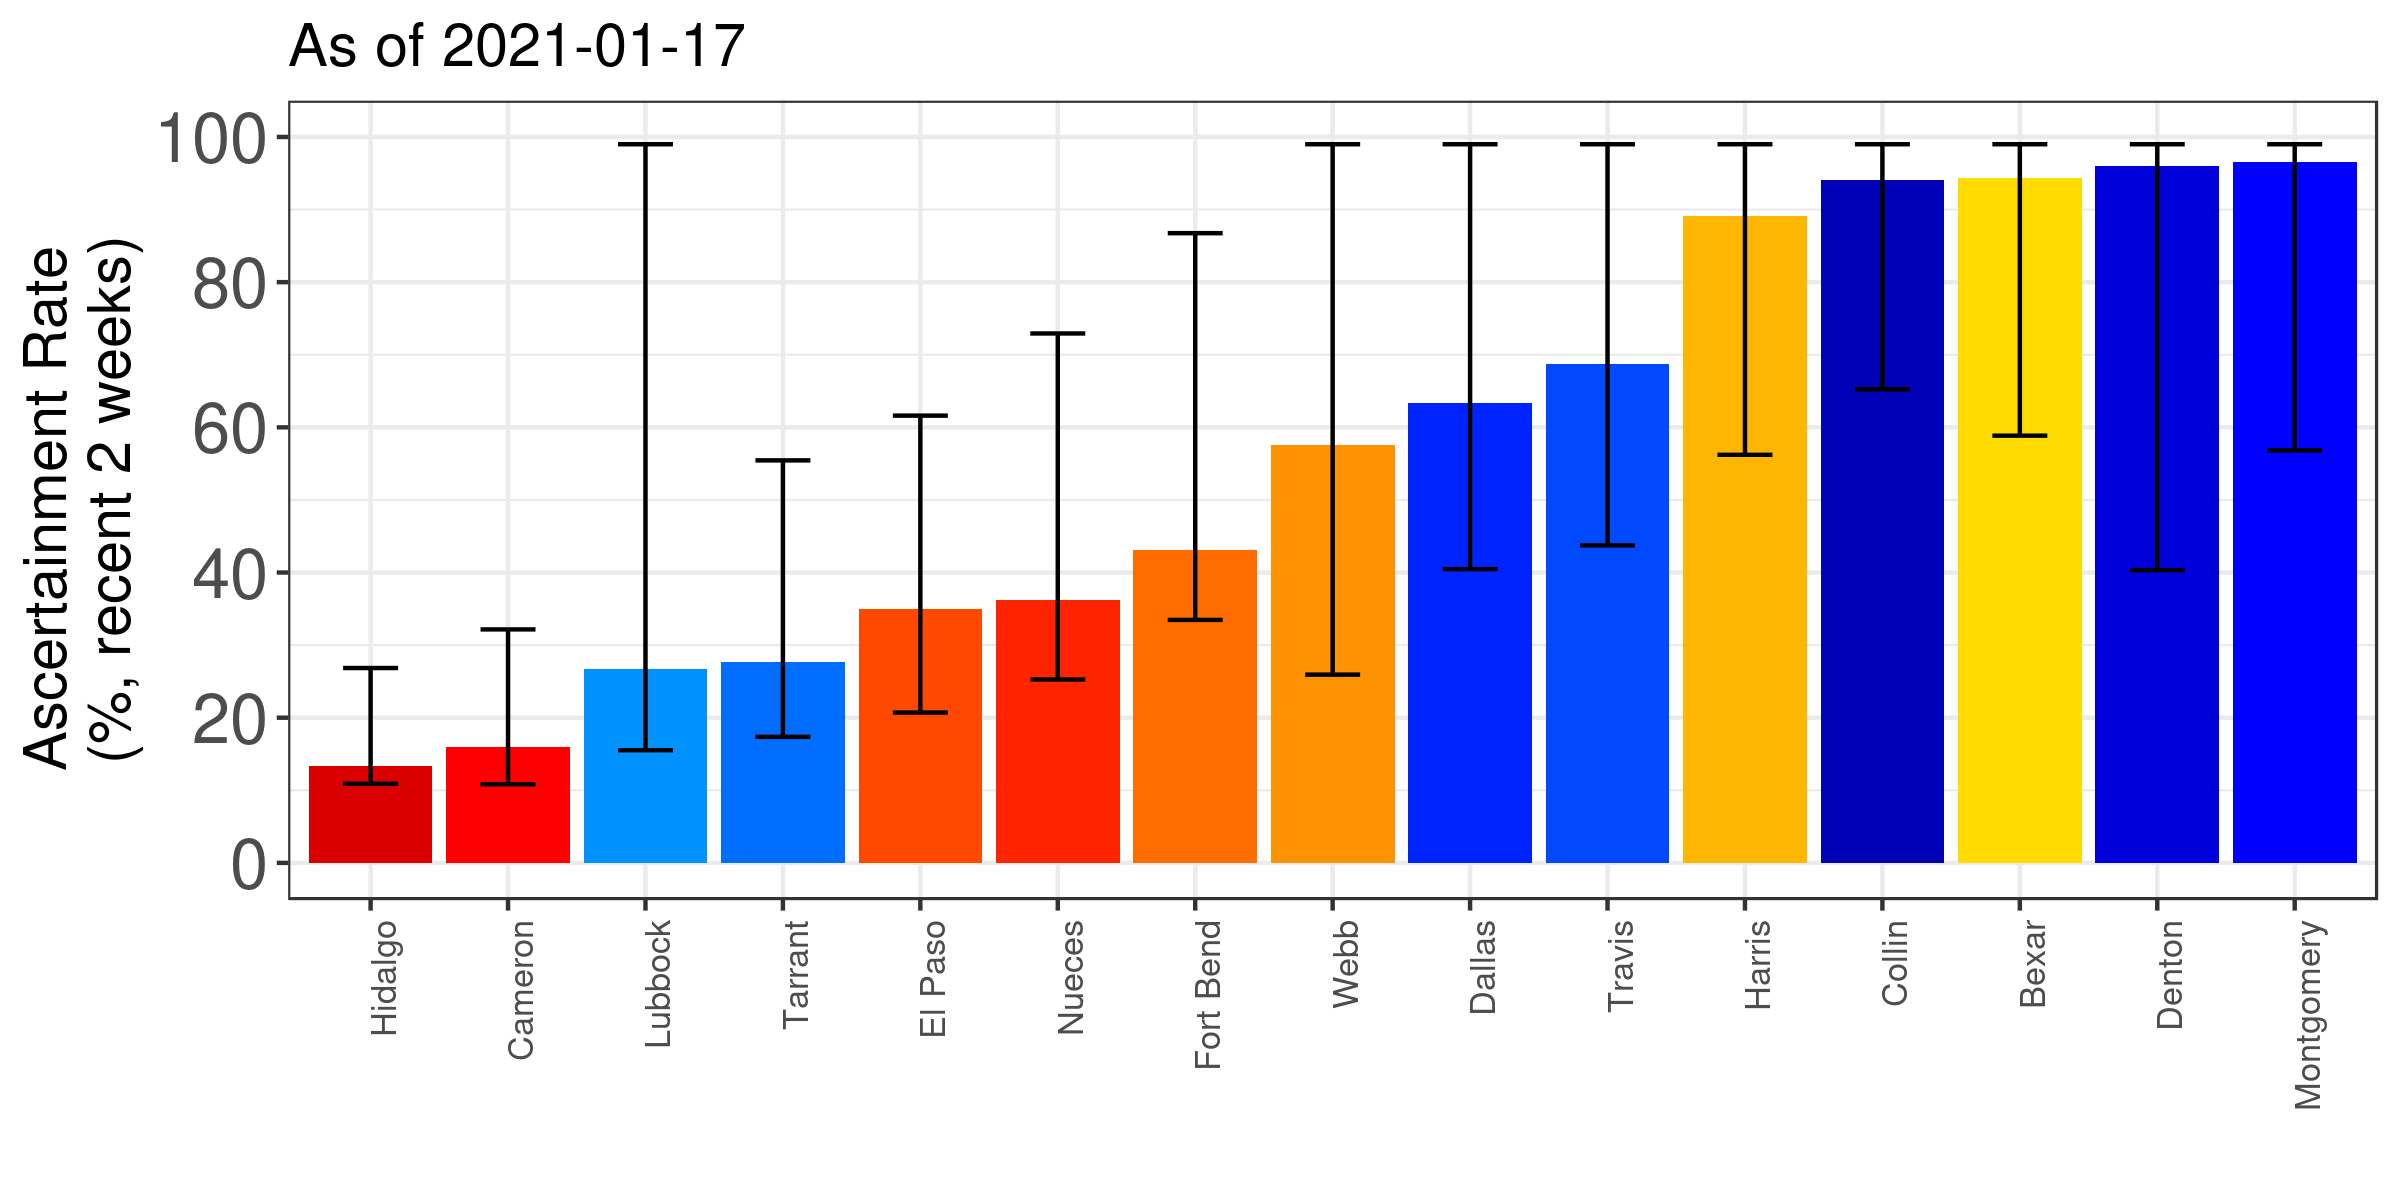 As of 2021-01-17
Ascertainment Rate
(%, recent 2 weeks)
100
80
60
40
20
0
Hidalgo
Cameron
Lubbock
Tarrant
El Paso
Nueces
Fort Bend
Webb
Dallas
Travis
Harris
Collin
Bexar
Denton
Montgomery